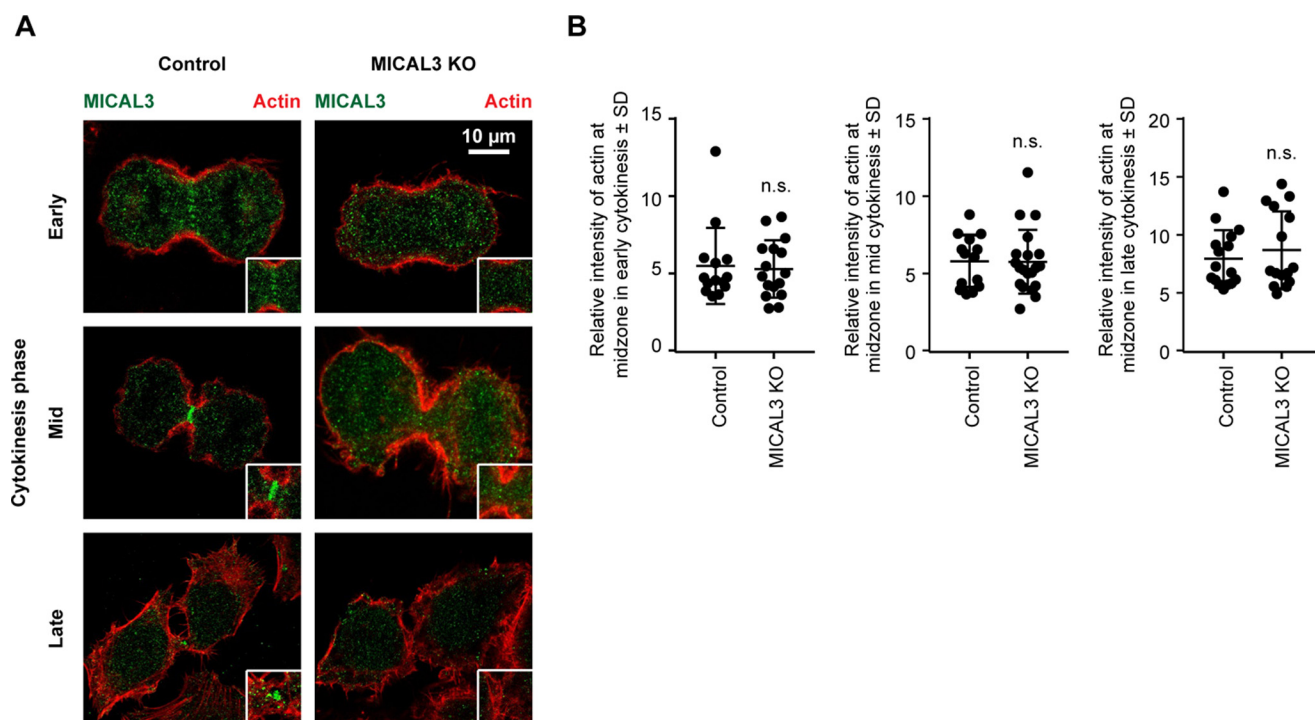 A
Control
MICAL3 KO
MICAL3
Actin
MICAL3
Actin
10 µm
Cytokinesis phase
Early
Mid
Late
B
Relative intensity of actin at
midzone in early cytokinesis ± SD
15
10
5
0
n.s.
Control
MICAL3 KO
Relative intensity of actin at
midzone in mid cytokinesis ± SD
15
10
5
0
n.s.
Control
MICAL3 KO
Relative intensity of actin at
midzone in late cytokinesis ± SD
20
15
10
5
0
n.s.
Control
MICAL3 KO